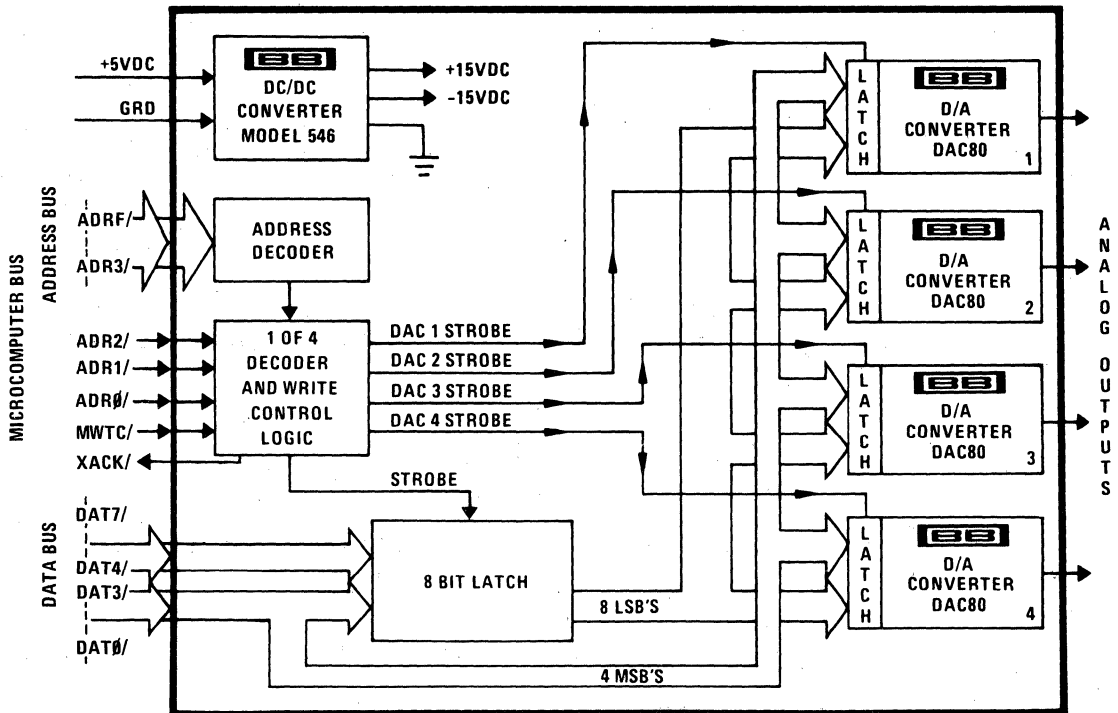 MICROCOMPUTER BUS
ADDRESS BUS
DATA BUS
+5VDC
GRD
BB
DC/DC
CONVERTER
MODEL 546
+15VDC
-15VDC
ADRF/
ADR3/
ADDRESS
DECODER
ADR2/
ADR1/
ADRØ/
MWTC/
XACK/
1 OF 4
DECODER
AND WRITE
CONTROL
LOGIC
DAC 1 STROBE
DAC 2 STROBE
DAC 3 STROBE
DAC 4 STROBE
STROBE
DAT7/
DAT4/
DAT3/
DATØ/
8 BIT LATCH
8 LSB'S
4 MSB'S
LATCH
BB
D/A
CONVERTER
DAC80
1
LATCH
BB
D/A
CONVERTER
DAC80
2
LATCH
BB
D/A
CONVERTER
DAC80
3
LATCH
BB
D/A
CONVERTER
DAC80
4
ANALOG OUTPUTS